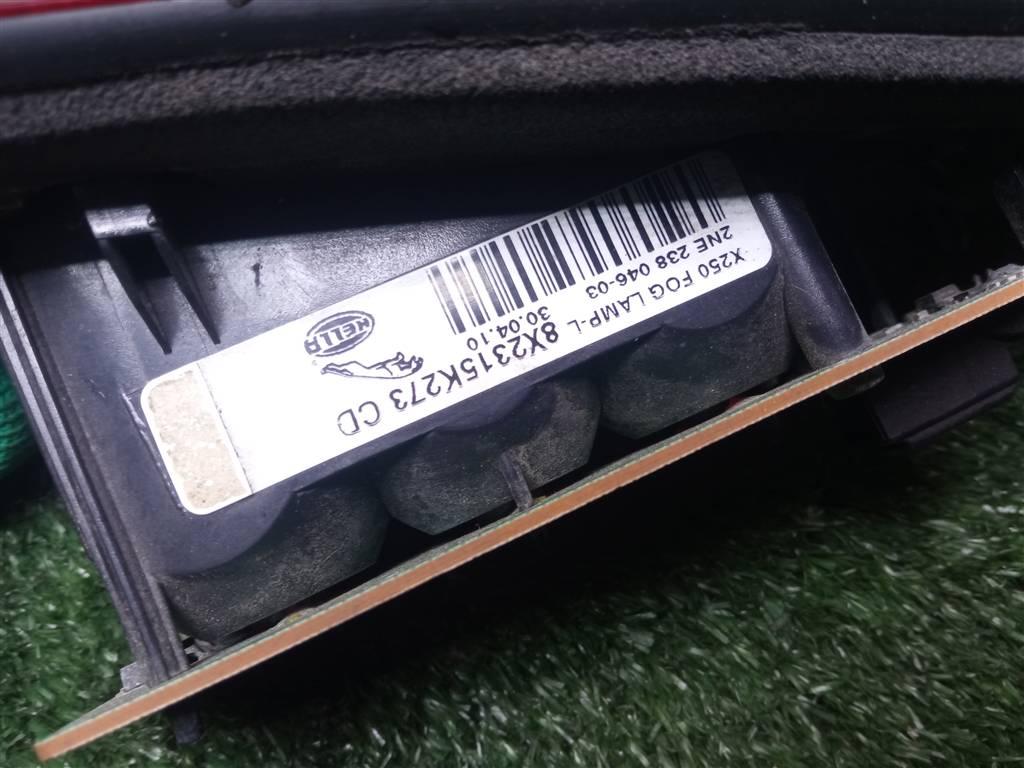 X250 FOG LAMP-L
2NE 238 046-03
30.04.10
8X2315K273 CD
HELLA